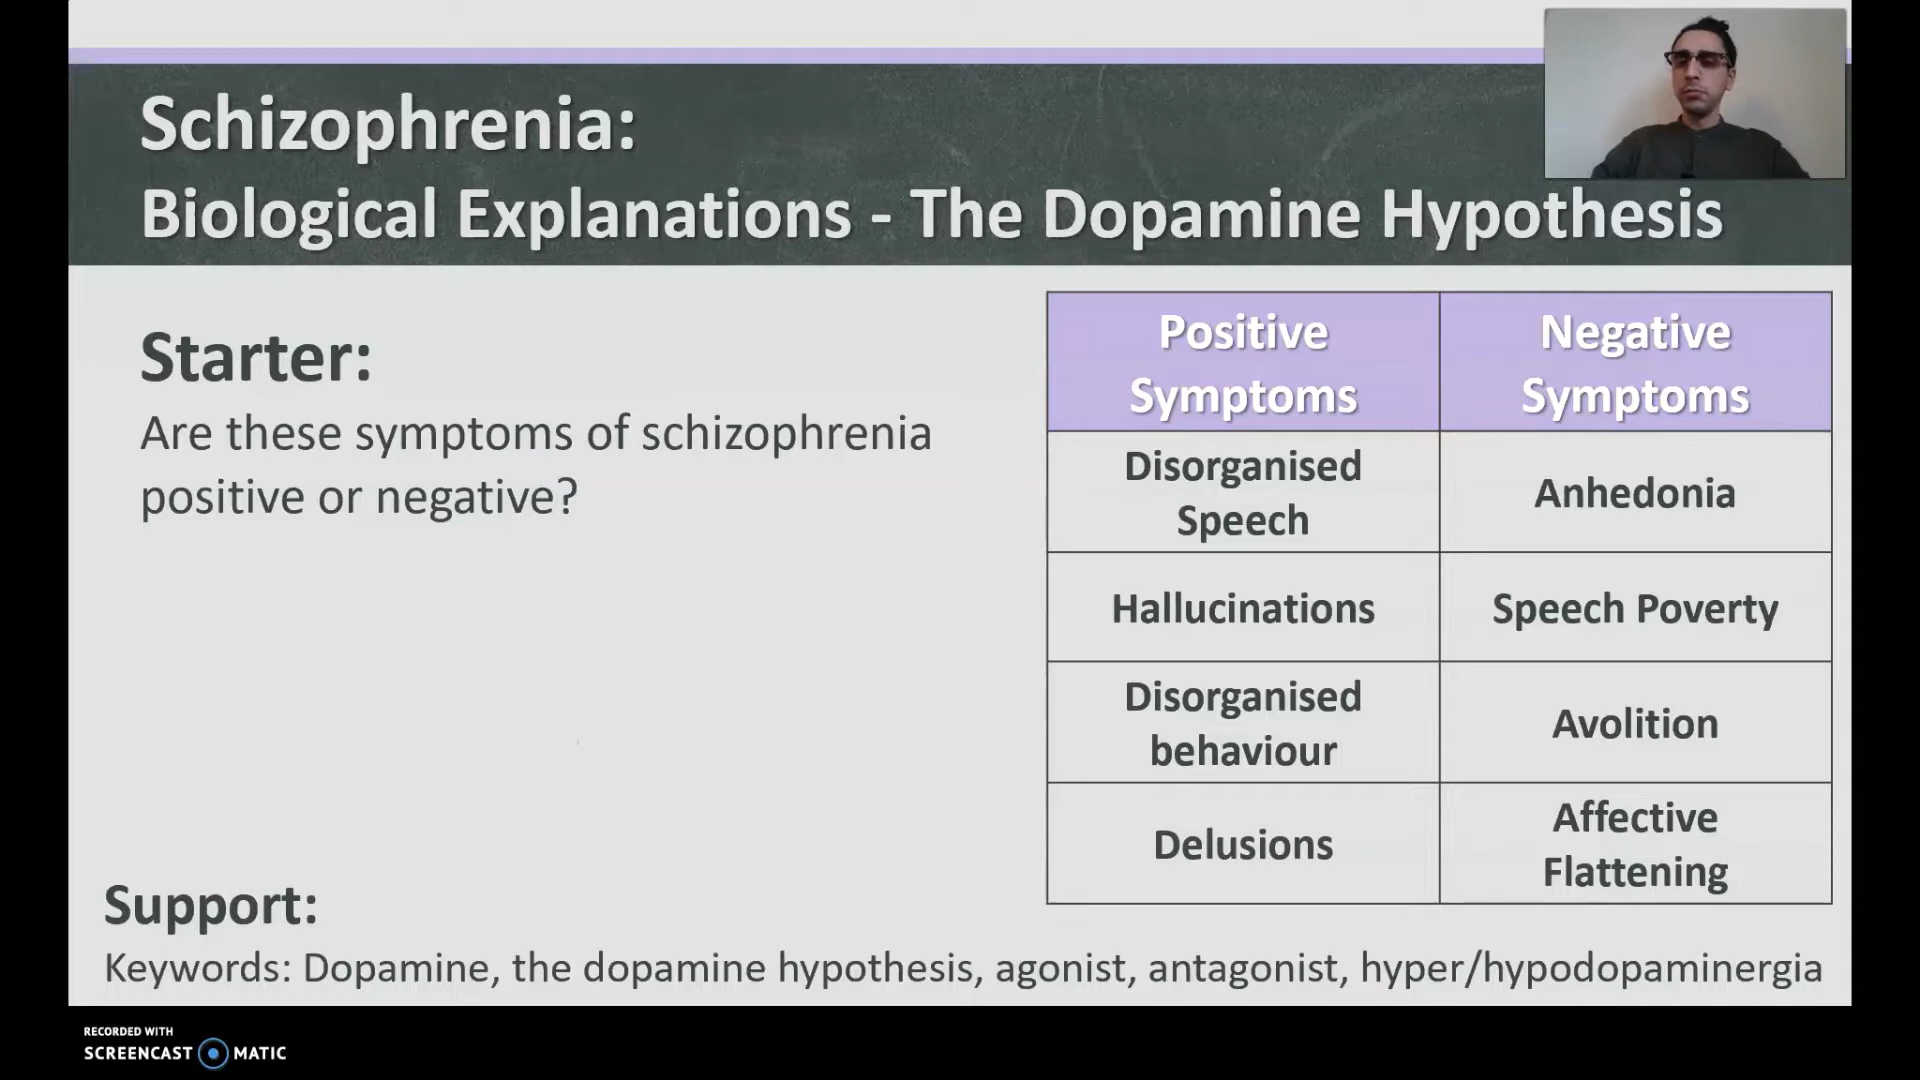 Schizophrenia:
Biological Explanations - The Dopamine Hypothesis
Starter:
Are these symptoms of schizophrenia
positive or negative?
Positive
Symptoms
Negative
Symptoms
Disorganised
Speech
Anhedonia
Hallucinations
Speech Poverty
Disorganised
behaviour
Avolition
Delusions
Affective
Flattening
Support:
Keywords: Dopamine, the dopamine hypothesis, agonist, antagonist, hyper/hypodopaminergia
RECORDED WITH
SCREENCAST MATIC